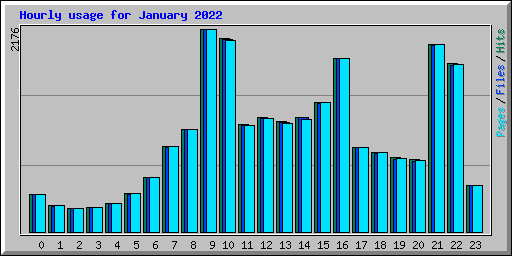 Hourly usage for January 2022
2176
Pages/Files/Hits
0 1 2 3 4 5 6 7 8 9 10 11 12 13 14 15 16 17 18 19 20 21 22 23